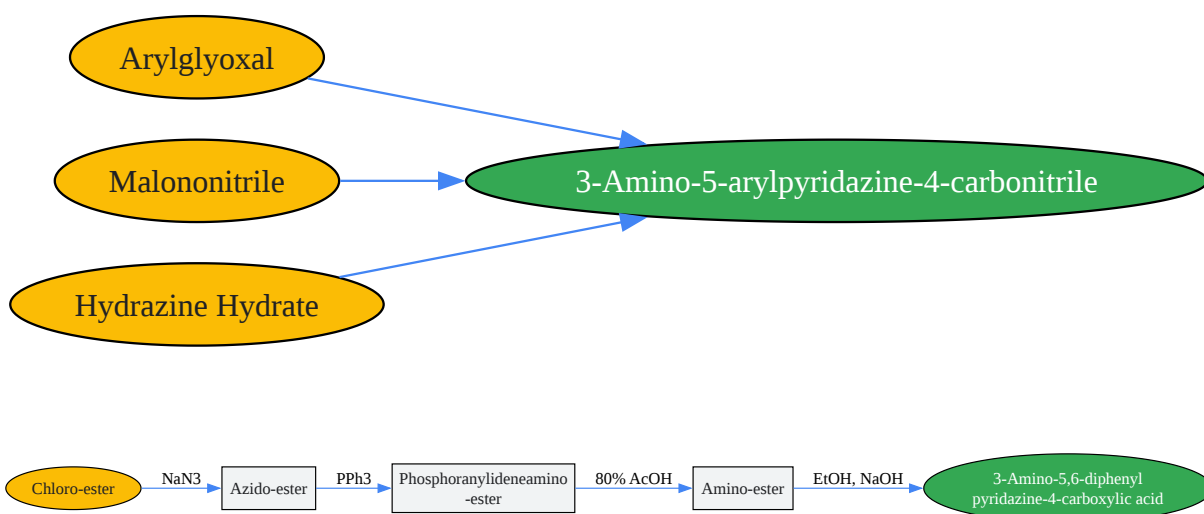 Arylglyoxal
Malononitrile
3-Amino-5-arylpyridazine-4-carbonitrile
Hydrazine Hydrate
Chloro-ester
NaN3
Azido-ester
PPh3
Phosphoranylideneamino
-ester
80% AcOH
Amino-ester
EtOH, NaOH
3-Amino-5,6-diphenyl
pyridazine-4-carboxylic acid